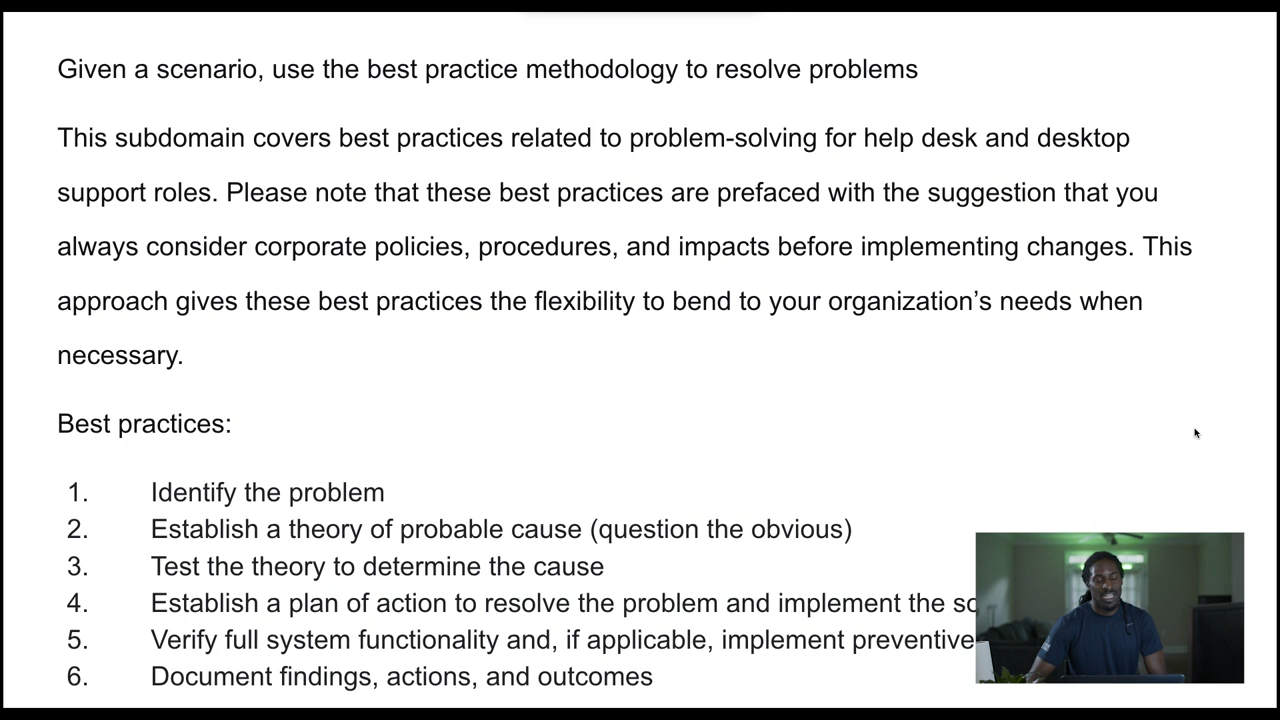 Given a scenario, use the best practice methodology to resolve problems
This subdomain covers best practices related to problem-solving for help desk and desktop
support roles. Please note that these best practices are prefaced with the suggestion that you
always consider corporate policies, procedures, and impacts before implementing changes. This
approach gives these best practices the flexibility to bend to your organization’s needs when
necessary.
Best practices:
1. Identify the problem
2. Establish a theory of probable cause (question the obvious)
3. Test the theory to determine the cause
4. Establish a plan of action to resolve the problem and implement the
5. Verify full system functionality and, if applicable, implement preventive
6. Document findings, actions, and outcomes